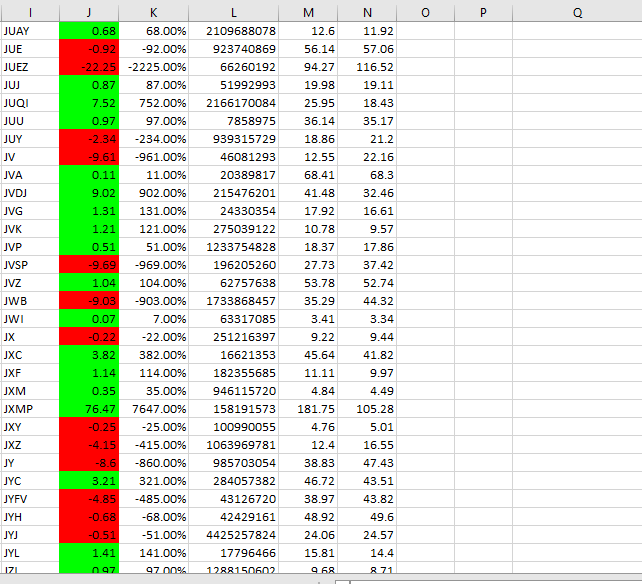 I J K L M N O P Q
JUAY 0.68 68.00% 2109688078 12.6 11.92
JUE -0.92 -92.00% 923740869 56.14 57.06
JUEZ -22.25 -2225.00% 66260192 94.27 116.52
JUJ 0.87 87.00% 51992993 19.98 19.11
JUQI 7.52 752.00% 2166170084 25.95 18.43
JUU 0.97 97.00% 7858975 36.14 35.17
JUY -2.34 -234.00% 939315729 18.86 21.2
JV -9.61 -961.00% 46081293 12.55 22.16
JVA 0.11 11.00% 20389817 68.41 68.3
JVDJ 9.02 902.00% 215476201 41.48 32.46
JVG 1.31 131.00% 24330354 17.92 16.61
JVK 1.21 121.00% 275039122 10.78 9.57
JVP 0.51 51.00% 1233754828 18.37 17.86
JVSP -9.69 -969.00% 196205260 27.73 37.42
JVZ 1.04 104.00% 62757638 53.78 52.74
JWB -9.03 -903.00% 1733868457 35.29 44.32
JWI 0.07 7.00% 63317085 3.41 3.34
JX -0.22 -22.00% 251216397 9.22 9.44
JXC 3.82 382.00% 16621353 45.64 41.82
JXF 1.14 114.00% 182355685 11.11 9.97
JXM 0.35 35.00% 946115720 4.84 4.49
JXMP 76.47 7647.00% 158191573 181.75 105.28
JXY -0.25 -25.00% 100990055 4.76 5.01
JXZ -4.15 -415.00% 1063969781 12.4 16.55
JY -8.6 -860.00% 985703054 38.83 47.43
JYC 3.21 321.00% 284057382 46.72 43.51
JYFV -4.85 -485.00% 43126720 38.97 43.82
JYH -0.68 -68.00% 42429161 48.92 49.6
JYJ -0.51 -51.00% 4425257824 24.06 24.57
JYL 1.41 141.00% 17796466 15.81 14.4
0.97 97.00% 1288150602 9.68 8.71